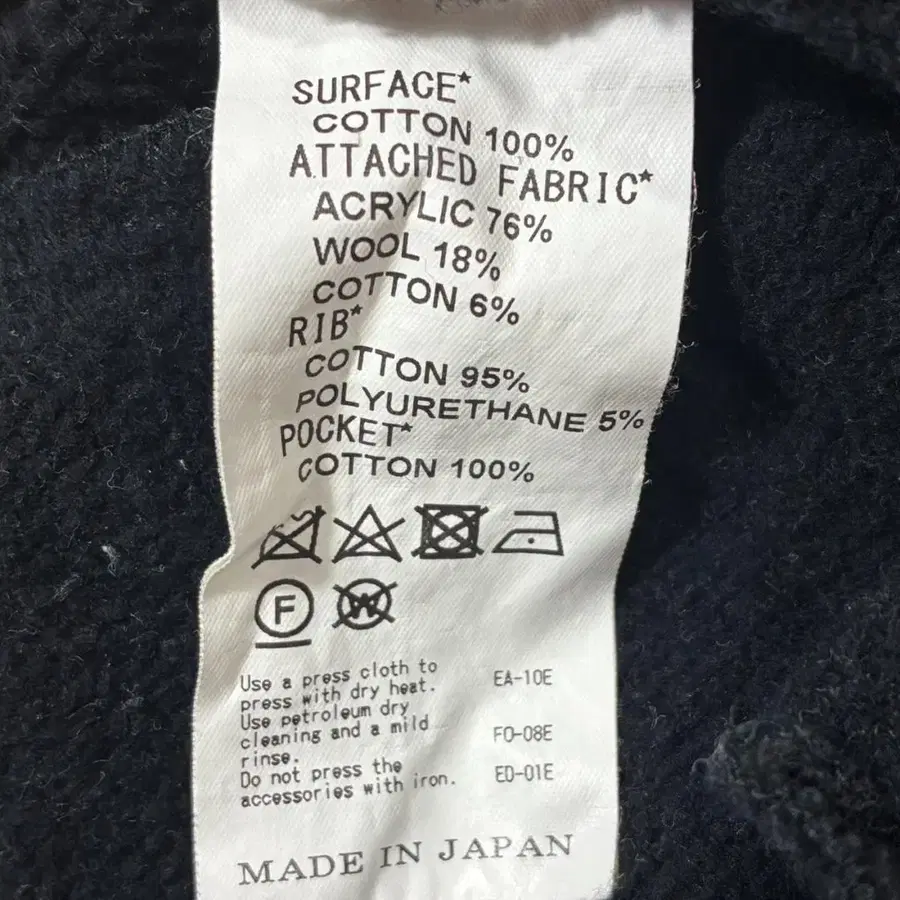 SURFACE*
COTTON 100%
ATTACHED FABRIC*
ACRYLIC 76%
WOOL 18%
COTTON 6%
RIB*
COTTON 95%
POLYURETHANE 5%
POCKET*
COTTON 100%
F W
Use a press cloth to EA-10E
press with dry heat.
Use petroleum dry
cleaning and a mild FO-08E
rinse.
Do not press the ED-01E
accessories with iron.
MADE IN JAPAN